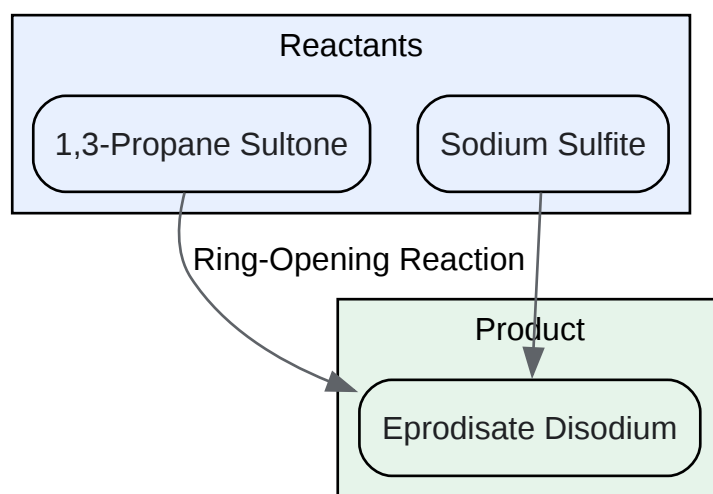 Reactants
1,3-Propane Sultone
Sodium Sulfite
Ring-Opening Reaction
Product
Eprodisate Disodium